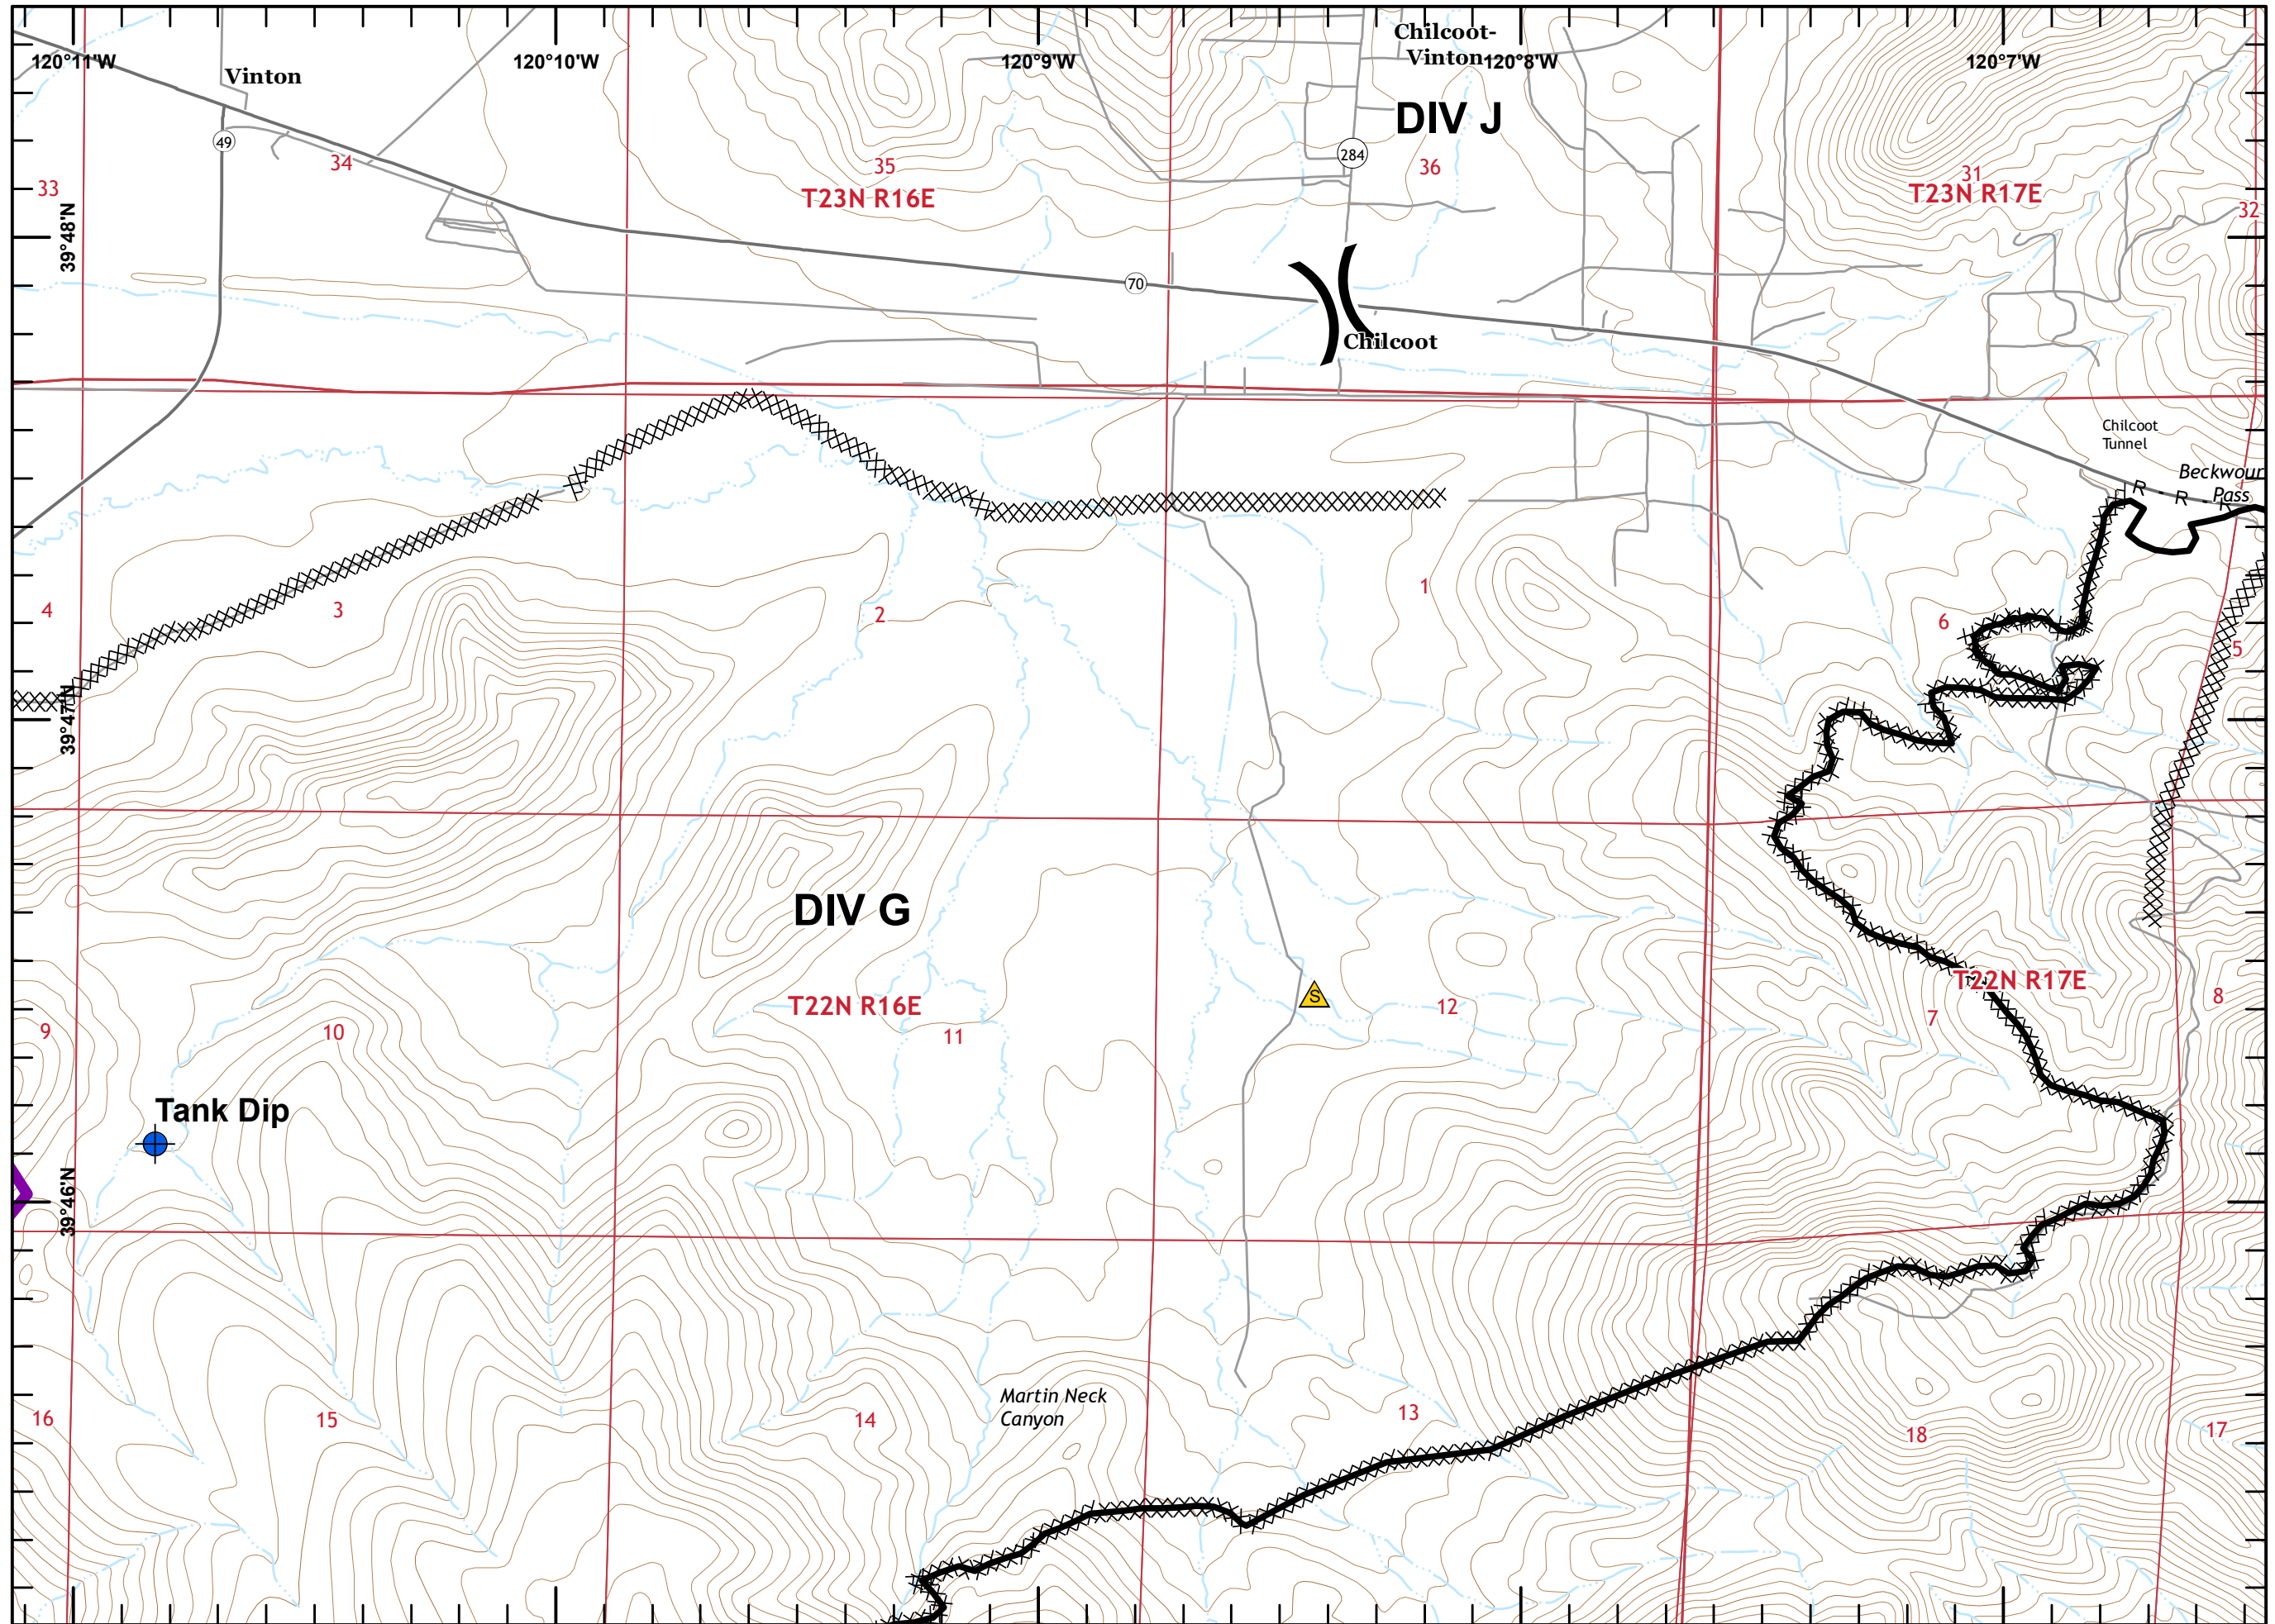 Chilcoot-
Vinton
120°11'W
120°10'W
120°9'W
120°8'W
120°7'W
Vinton
DIV J
49
34
35
284
36
31
33
T23N R16E
T23N R17E
32
39°48'N
70
Chilcoot
Chilcoot
Tunnel
Beckwour
Pass
R - R - R
4
3
2
1
6
5
39°47'N
DIV G
T22N R16E
S
12
T22N R17E
8
9
10
11
7
Tank Dip
39°46'N
Martin Neck
Canyon
16
15
14
13
18
17